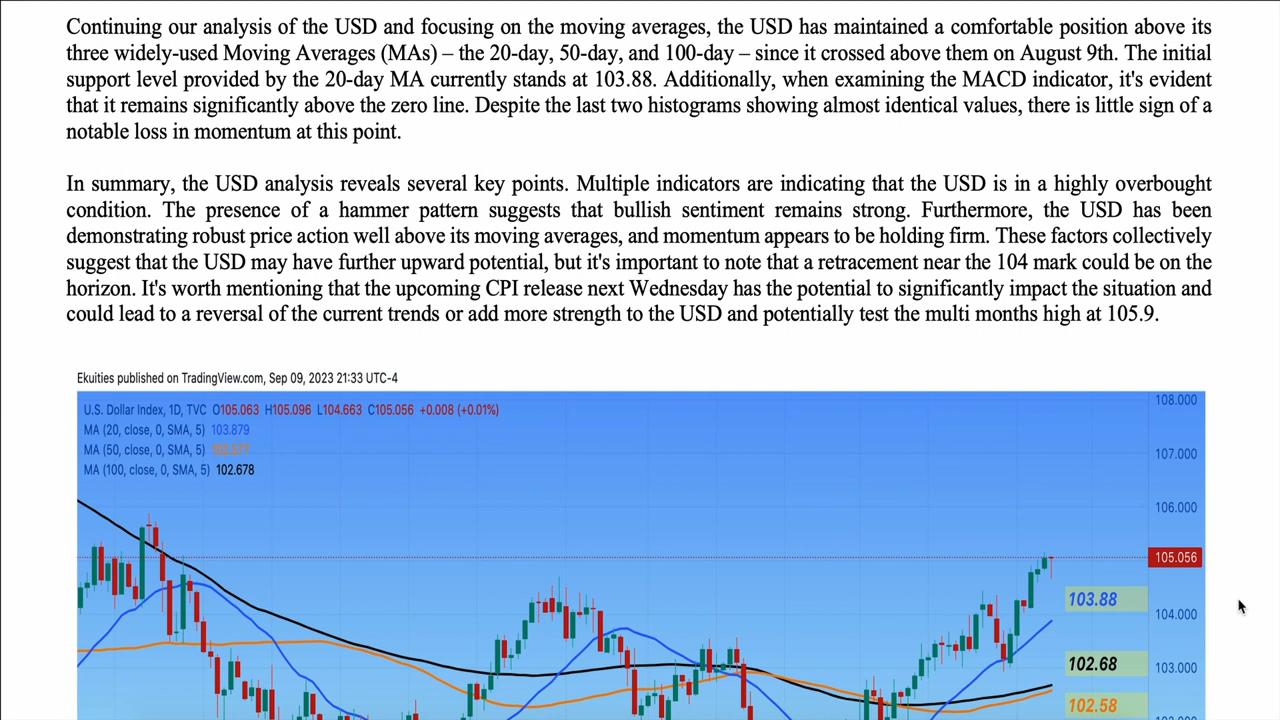 Continuing our analysis of the USD and focusing on the moving averages, the USD has maintained a comfortable position above its
three widely-used Moving Averages (MAs) – the 20-day, 50-day, and 100-day – since it crossed above them on August 9th. The initial
support level provided by the 20-day MA currently stands at 103.88. Additionally, when examining the MACD indicator, it's evident
that it remains significantly above the zero line. Despite the last two histograms showing almost identical values, there is little sign of a
notable loss in momentum at this point.
In summary, the USD analysis reveals several key points. Multiple indicators are indicating that the USD is in a highly overbought
condition. The presence of a hammer pattern suggests that bullish sentiment remains strong. Furthermore, the USD has been
demonstrating robust price action well above its moving averages, and momentum appears to be holding firm. These factors collectively
suggest that the USD may have further upward potential, but it's important to note that a retracement near the 104 mark could be on the
horizon. It's worth mentioning that the upcoming CPI release next Wednesday has the potential to significantly impact the situation and
could lead to a reversal of the current trends or add more strength to the USD and potentially test the multi months high at 105.9.
Ekuities published on TradingView.com, Sep 09, 2023 21:33 UTC-4
U.S. Dollar Index, 1D, TVC O105.063 H105.096 L104.663 C105.056 +0.008 (+0.01%)
MA (20, close, 0, SMA, 5) 103.879
MA (50, close, 0, SMA, 5)
MA (100, close, 0, SMA, 5) 102.678
108.000
107.000
106.000
105.056
103.88
104.000
102.68
103.000
102.58